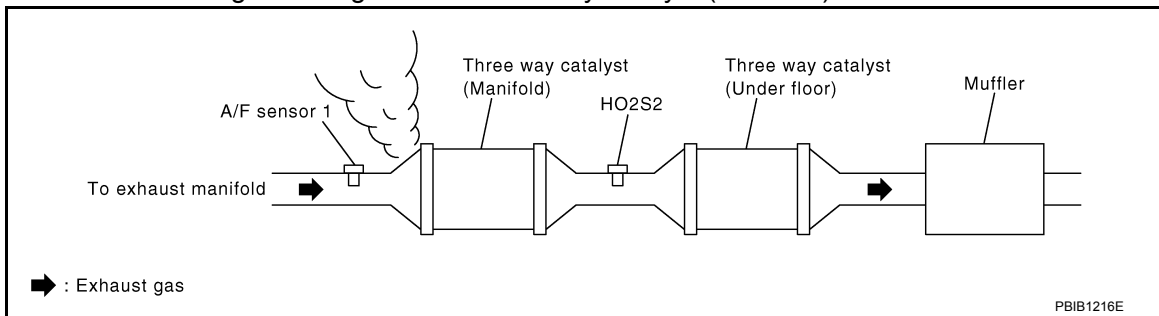 Three way catalyst
(Manifold)
Three way catalyst
(Under floor)
Muffler
A/F sensor 1
HO2S2
To exhaust manifold
: Exhaust gas
PBIB1216E